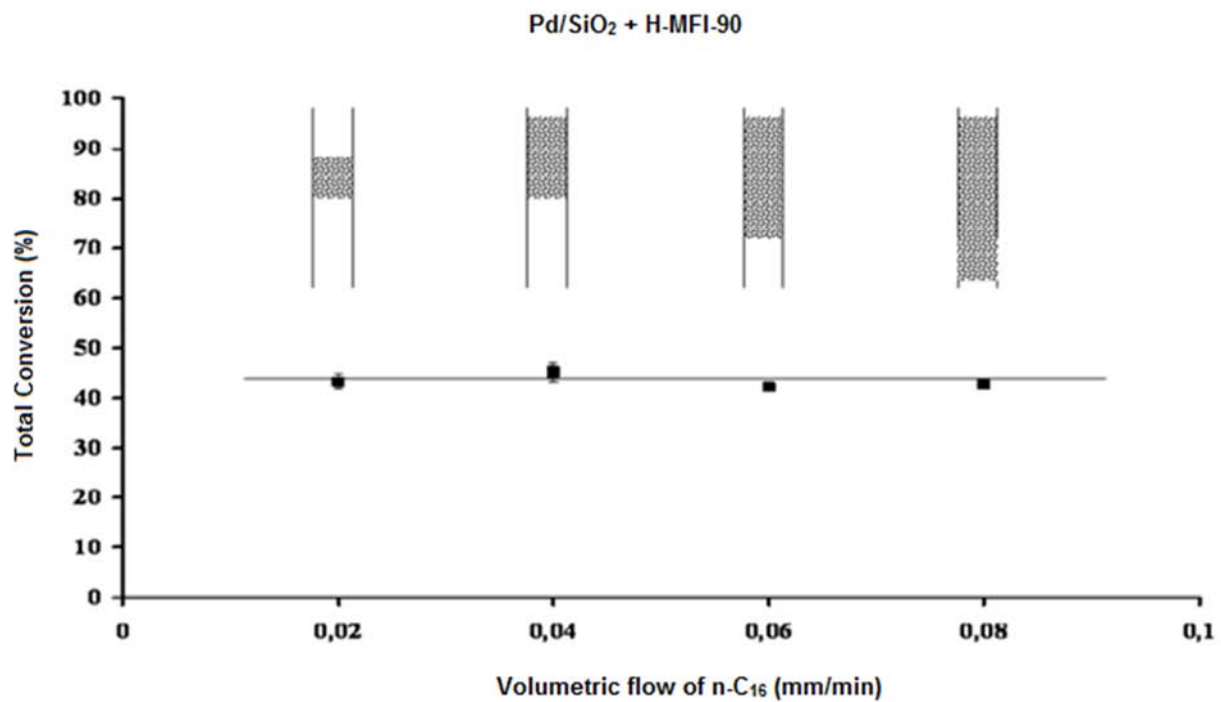 Pd/SiO₂ + H-MFI-90
100
90
80
70
60
50
40
30
20
10
0
Total Conversion (%)
0 0,02 0,04 0,06 0,08 0,1
Volumetric flow of n-C₁₆ (mm/min)